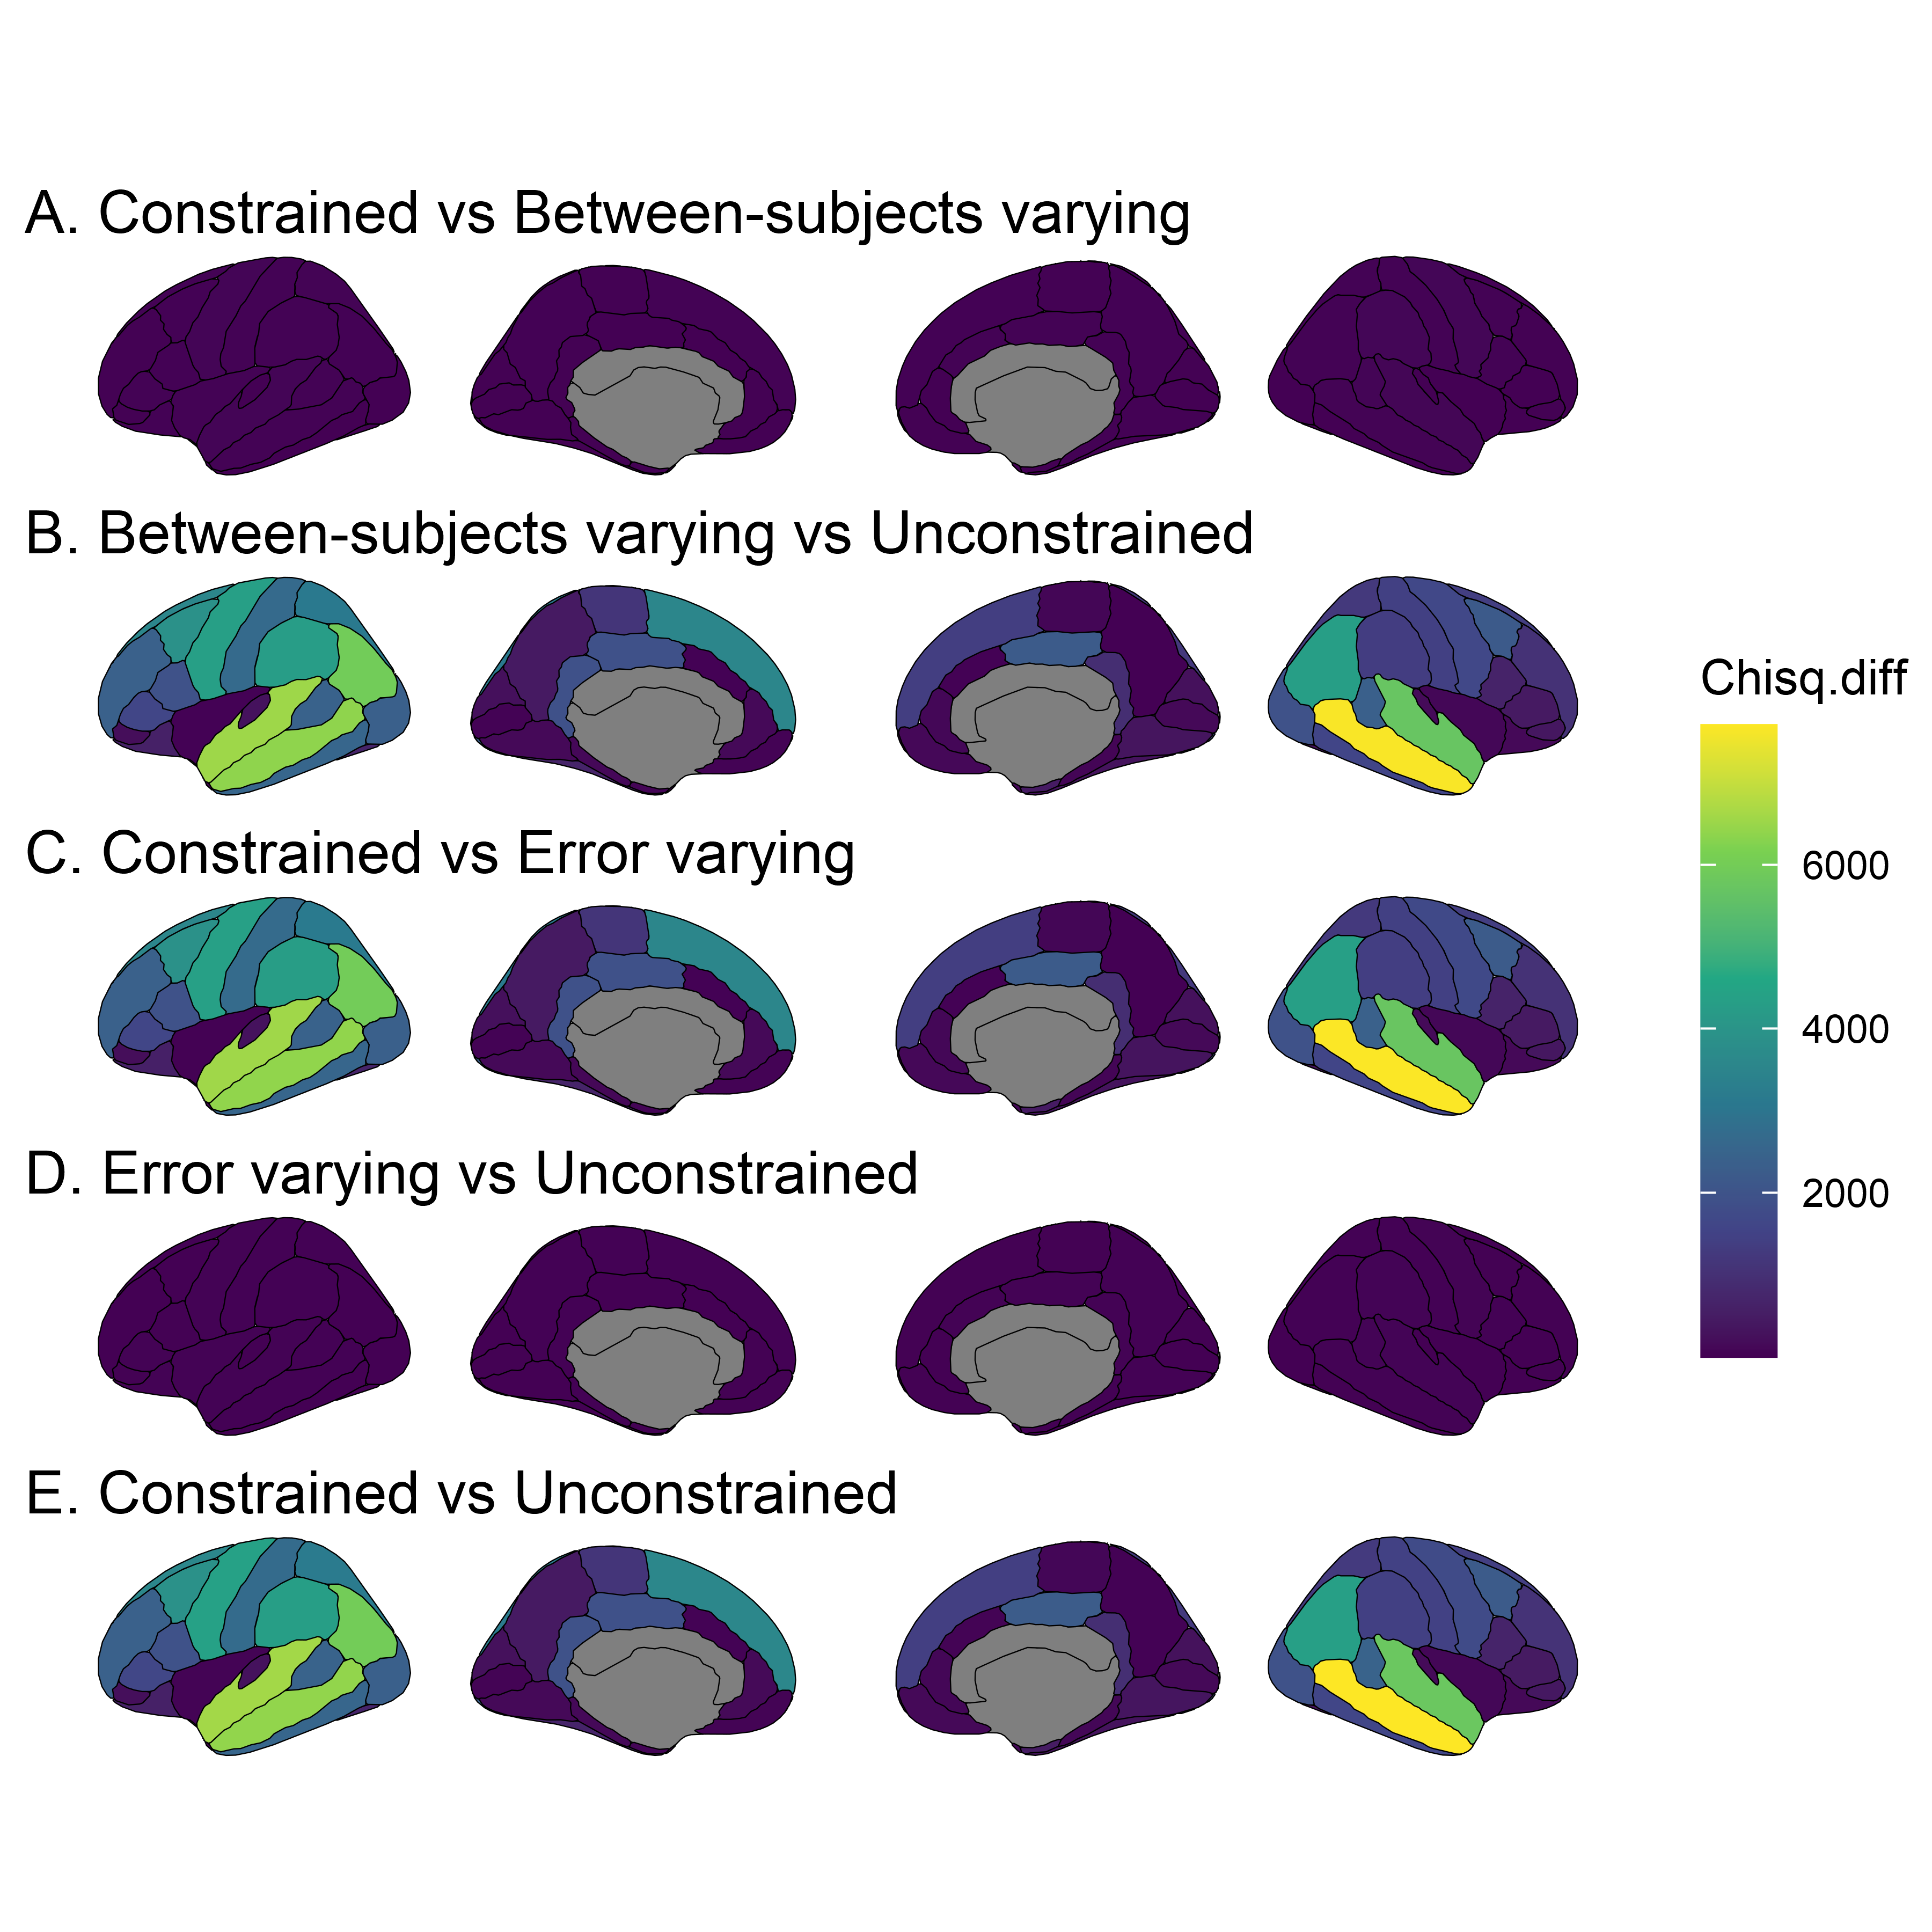 A. Constrained vs Between-subjects varying
B. Between-subjects varying vs Unconstrained
Chisq.diff
6000
4000
2000
C. Constrained vs Error varying
D. Error varying vs Unconstrained
E. Constrained vs Unconstrained